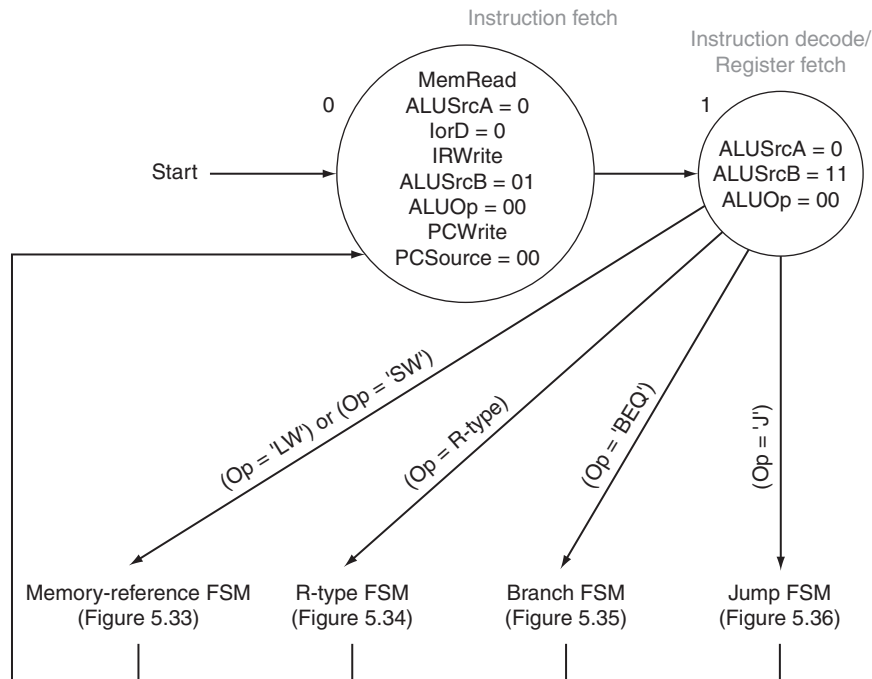 Instruction fetch
Instruction decode/
Register fetch
0
MemRead
ALUSrcA = 0
IorD = 0
IRWrite
ALUSrcB = 01
ALUOp = 00
PCWrite
PCSource = 00
1
ALUSrcA = 0
ALUSrcB = 11
ALUOp = 00
Start
(Op = 'LW') or (Op = 'SW')
(Op = R-type)
(Op = 'BEQ')
(Op = 'J')
Memory-reference FSM
(Figure 5.33)
R-type FSM
(Figure 5.34)
Branch FSM
(Figure 5.35)
Jump FSM
(Figure 5.36)